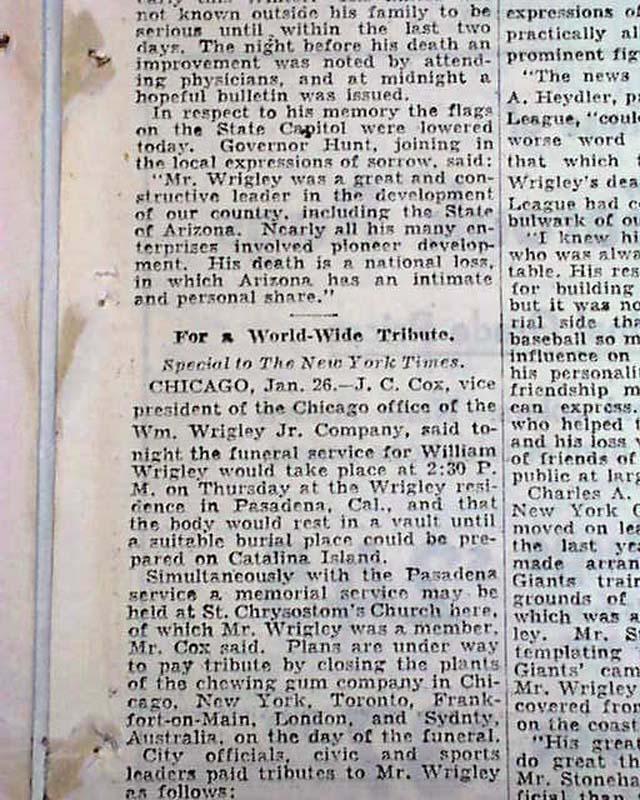 not known outside his family to be
serious until within the last two
days. The night before his death an
improvement was noted by attend-
ing physicians, and at midnight a
hopeful bulletin was issued.
In respect to his memory the flags
on the State Capitol were lowered
today. Governor Hunt, joining in
the local expressions of sorrow, said:
"Mr. Wrigley was a great and con-
structive leader in the development
of our country, including the State
of Arizona. Nearly all his many en-
terprises involved pioneer develop-
ment. His death is a national loss,
in which Arizona has an intimate
and personal share."
For a World-Wide Tribute.
Special to The New York Times.
CHICAGO, Jan. 26.—J. C. Cox, vice
president of the Chicago office of the
Wm. Wrigley Jr. Company, said to-
night the funeral service for William
Wrigley would take place at 2:30 P.
M. on Thursday at the Wrigley resi-
dence in Pasadena, Cal., and that
the body would rest in a vault until
a suitable burial place could be pre-
pared on Catalina Island.
Simultaneously with the Pasadena
service a memorial service may be
held at St. Chrysostom's Church here,
of which Mr. Wrigley was a member,
Mr. Cox said. Plans are under way
to pay tribute by closing the plants
of the chewing gum company in Chi-
cago, New York, Toronto, Frank-
fort-on-Main, London, and Sydnty,
Australia, on the day of the funeral.
City officials, civic and sports
leaders paid tributes to Mr. Wrigley
as follows:
expressions of
practically al
prominent fig
"The news
A. Heydler, p
League, "coul
worse word
that which
Wrigley's dea
League had c
bulwark of ou
"I knew hi
who was alwa
table. His res
for building
but it was no
rial side tha
baseball so m
influence on
his personali
friendship m
can express.
who helped t
and his loss
of friends of
public at larg
Charles A.
New York G
moved on lea
the last yea
made arran
Giants train
grounds of
which was a
ley. Mr. S
templating
Giants' cam
Mr. Wrigley
covered fron
on the coast
"His grea
do great th
Mr. Stoneha
ficial than